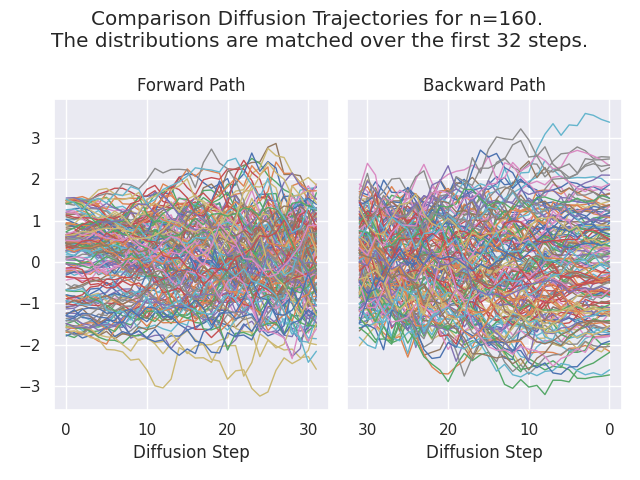 Comparison Diffusion Trajectories for n=160.
The distributions are matched over the first 32 steps.
Forward Path
Backward Path
3
2
1
0
−1
−2
−3
0 10 20 30
30 20 10 0
Diffusion Step
Diffusion Step